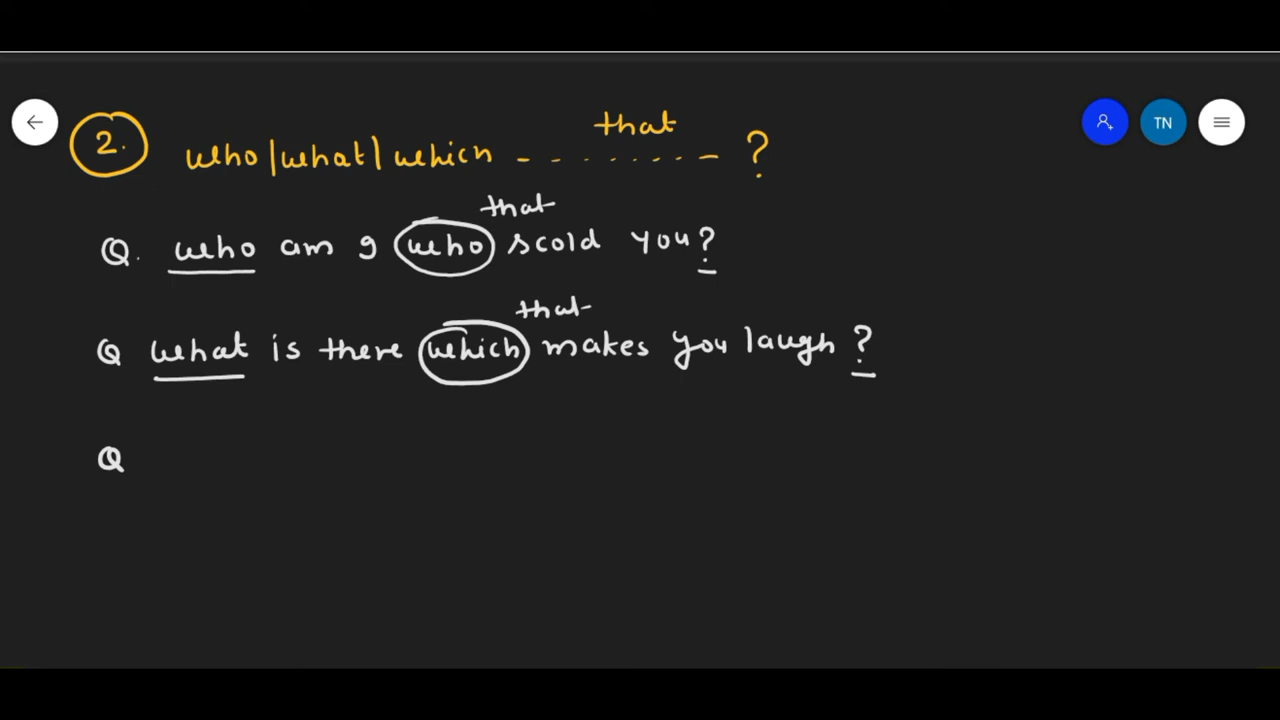 2. who/what/which - - - - - - that - - ?
that
Q. who am I who scold you?
that
Q what is there which makes you laugh ?
Q
TN